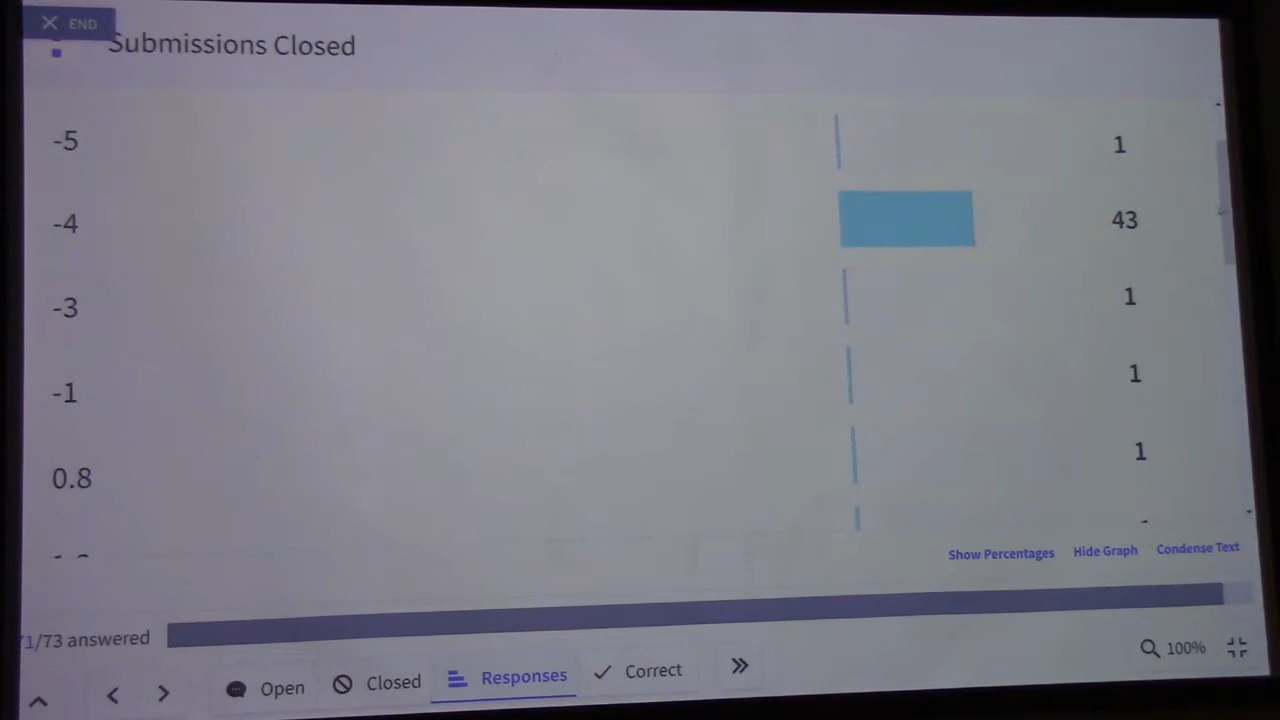 END
Submissions Closed
-5 1
-4 43
-3 1
-1 1
0.8 1
Show Percentages Hide Graph Condense Text
1/73 answered
100%
Open Closed Responses Correct